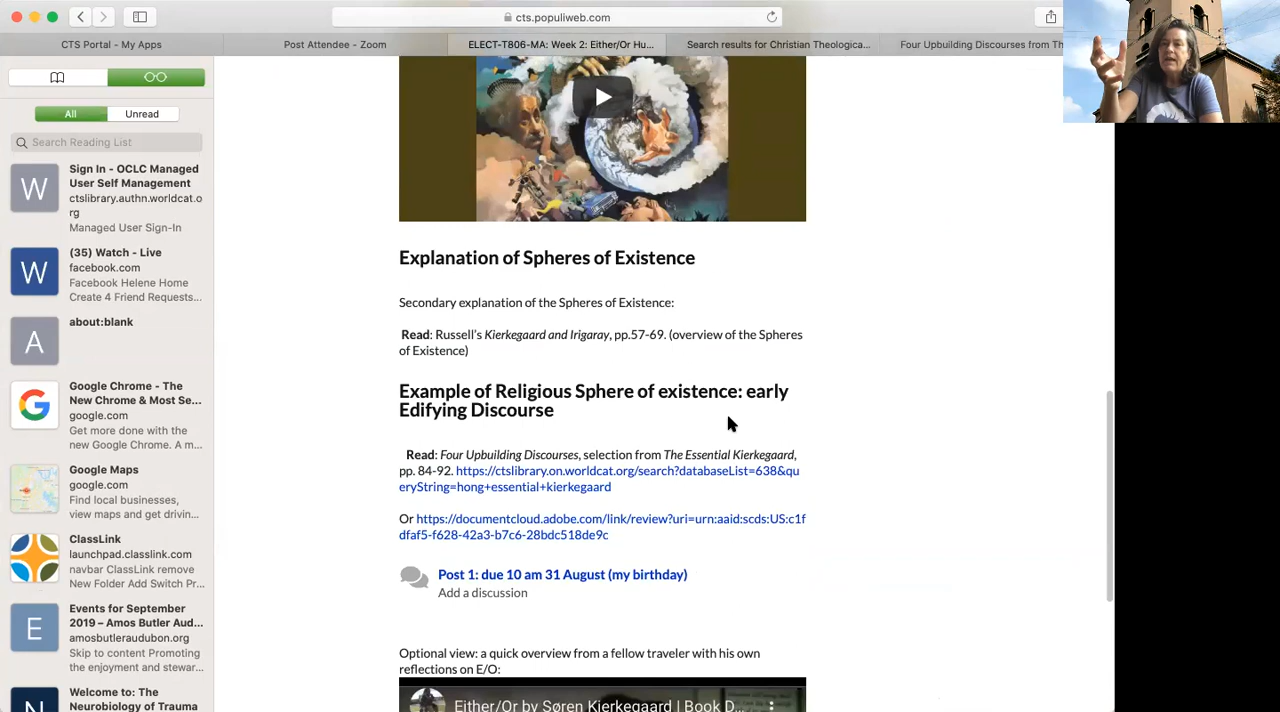 cts.populiweb.com
CTS Portal - My Apps
Post Attendee - Zoom
ELECT-T806-MA: Week 2: Either/Or Hu...
Search results for Christian Theologica...
Four Upbuilding Discourses from Th
All
Unread
Search Reading List
W
Sign In - OCLC Managed
User Self Management
ctslibrary.authn.worldcat.o
rg
Managed User Sign-In
W
(35) Watch - Live
facebook.com
Facebook Helene Home
Create 4 Friend Requests...
A
about:blank
Google Chrome - The
New Chrome & Most Se...
google.com
Get more done with the
new Google Chrome. A m...
Google Maps
google.com
Find local businesses,
view maps and get drivin...
ClassLink
launchpad.classlink.com
navbar ClassLink remove
New Folder Add Switch Pr...
E
Events for September
2019 – Amos Butler Aud...
amosbutleraudubon.org
Skip to content Promoting
the enjoyment and stewar...
Welcome to: The
Neurobiology of Trauma
Explanation of Spheres of Existence
Secondary explanation of the Spheres of Existence:
Read: Russell's Kierkegaard and Irigaray, pp.57-69. (overview of the Spheres
of Existence)
Example of Religious Sphere of existence: early
Edifying Discourse
Read: Four Upbuilding Discourses, selection from The Essential Kierkegaard,
pp. 84-92. https://ctslibrary.on.worldcat.org/search?databaseList=638&qu
eryString=hong+essential+kierkegaard
Or https://documentcloud.adobe.com/link/review?uri=urn:aaid:scds:US:c1f
dfaf5-f628-42a3-b7c6-28bdc518de9c
Post 1: due 10 am 31 August (my birthday)
Add a discussion
Optional view: a quick overview from a fellow traveler with his own
reflections on E/O:
Either/Or by Søren Kierkegaard | Book D...